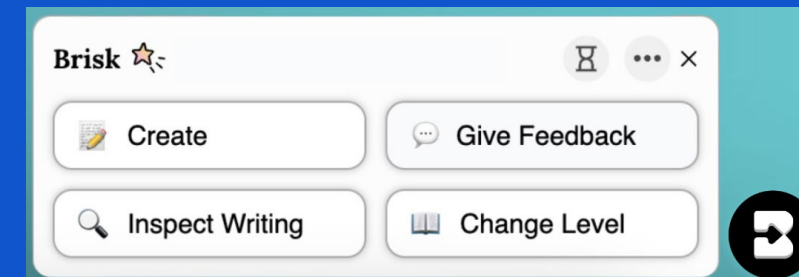 Brisk
Create
Give Feedback
Inspect Writing
Change Level